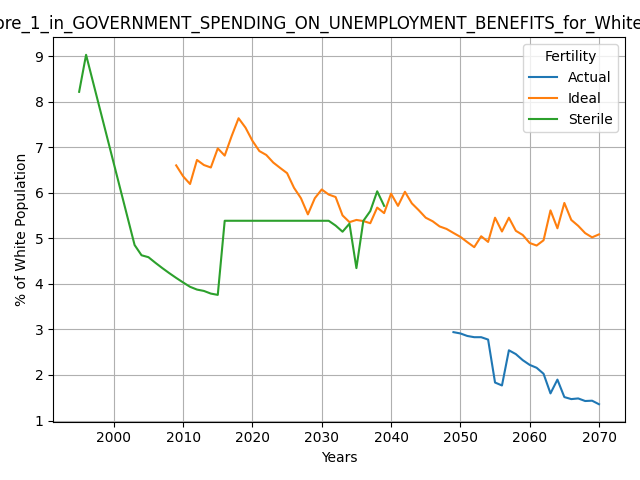 ore_1_in_GOVERNMENT_SPENDING_ON_UNEMPLOYMENT_BENEFITS_for_White
Fertility
Actual
Ideal
Sterile
% of White Population
9
8
7
6
5
4
3
2
1
2000 2010 2020 2030 2040 2050 2060 2070
Years